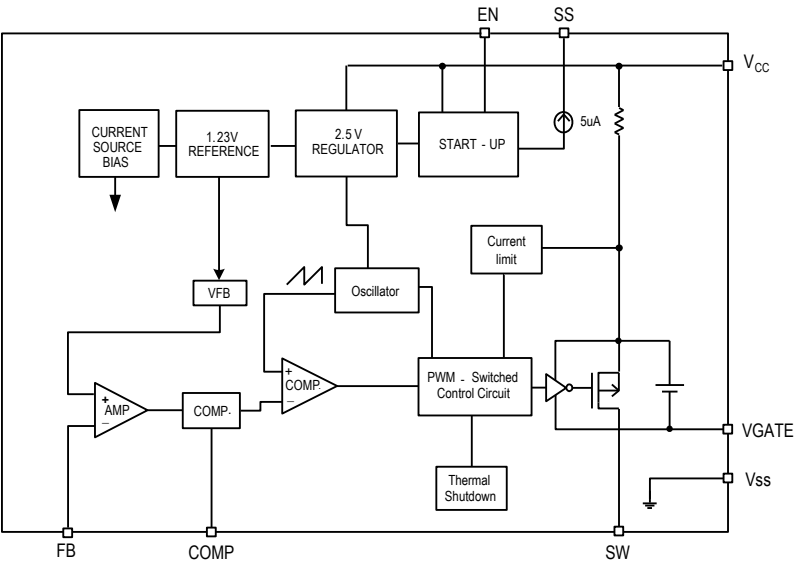 EN
SS
V_CC
CURRENT
SOURCE
BIAS
1.23V
REFERENCE
2.5 V
REGULATOR
START - UP
5uA
Current
limit
VFB
Oscillator
+
AMP
−
COMP.
+
COMP.
−
PWM - Switched
Control Circuit
VGATE
Thermal
Shutdown
Vss
FB
COMP
SW